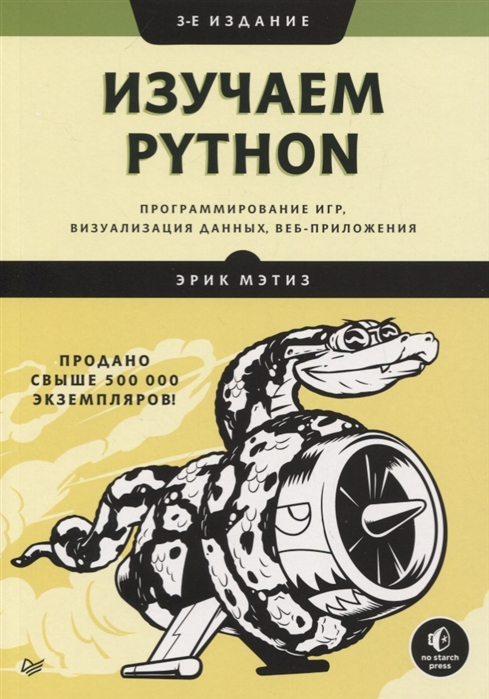 3-Е ИЗДАНИЕ
ИЗУЧАЕМ
PYTHON
ПРОГРАММИРОВАНИЕ ИГР,
ВИЗУАЛИЗАЦИЯ ДАННЫХ, ВЕБ-ПРИЛОЖЕНИЯ
ЭРИК МЭТИЗ
ПРОДАНО
СВЫШЕ 500 000
ЭКЗЕМПЛЯРОВ!
no starch
press